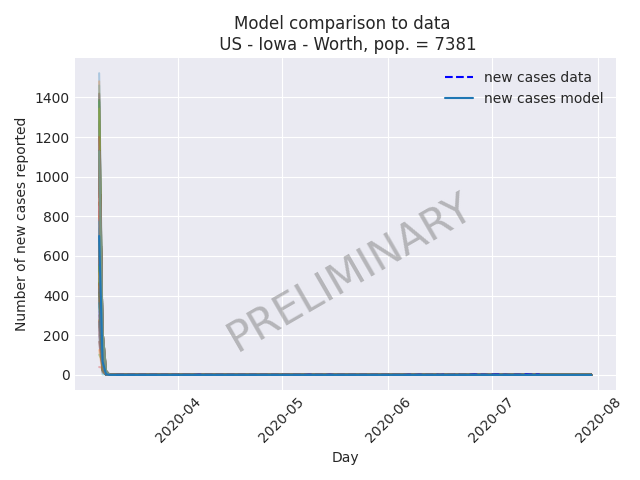 Model comparison to data
US - Iowa - Worth, pop. = 7381
new cases data
new cases model
Number of new cases reported
1400
1200
1000
800
600
400
200
0
PRELIMINARY
2020-04
2020-05
2020-06
2020-07
2020-08
Day